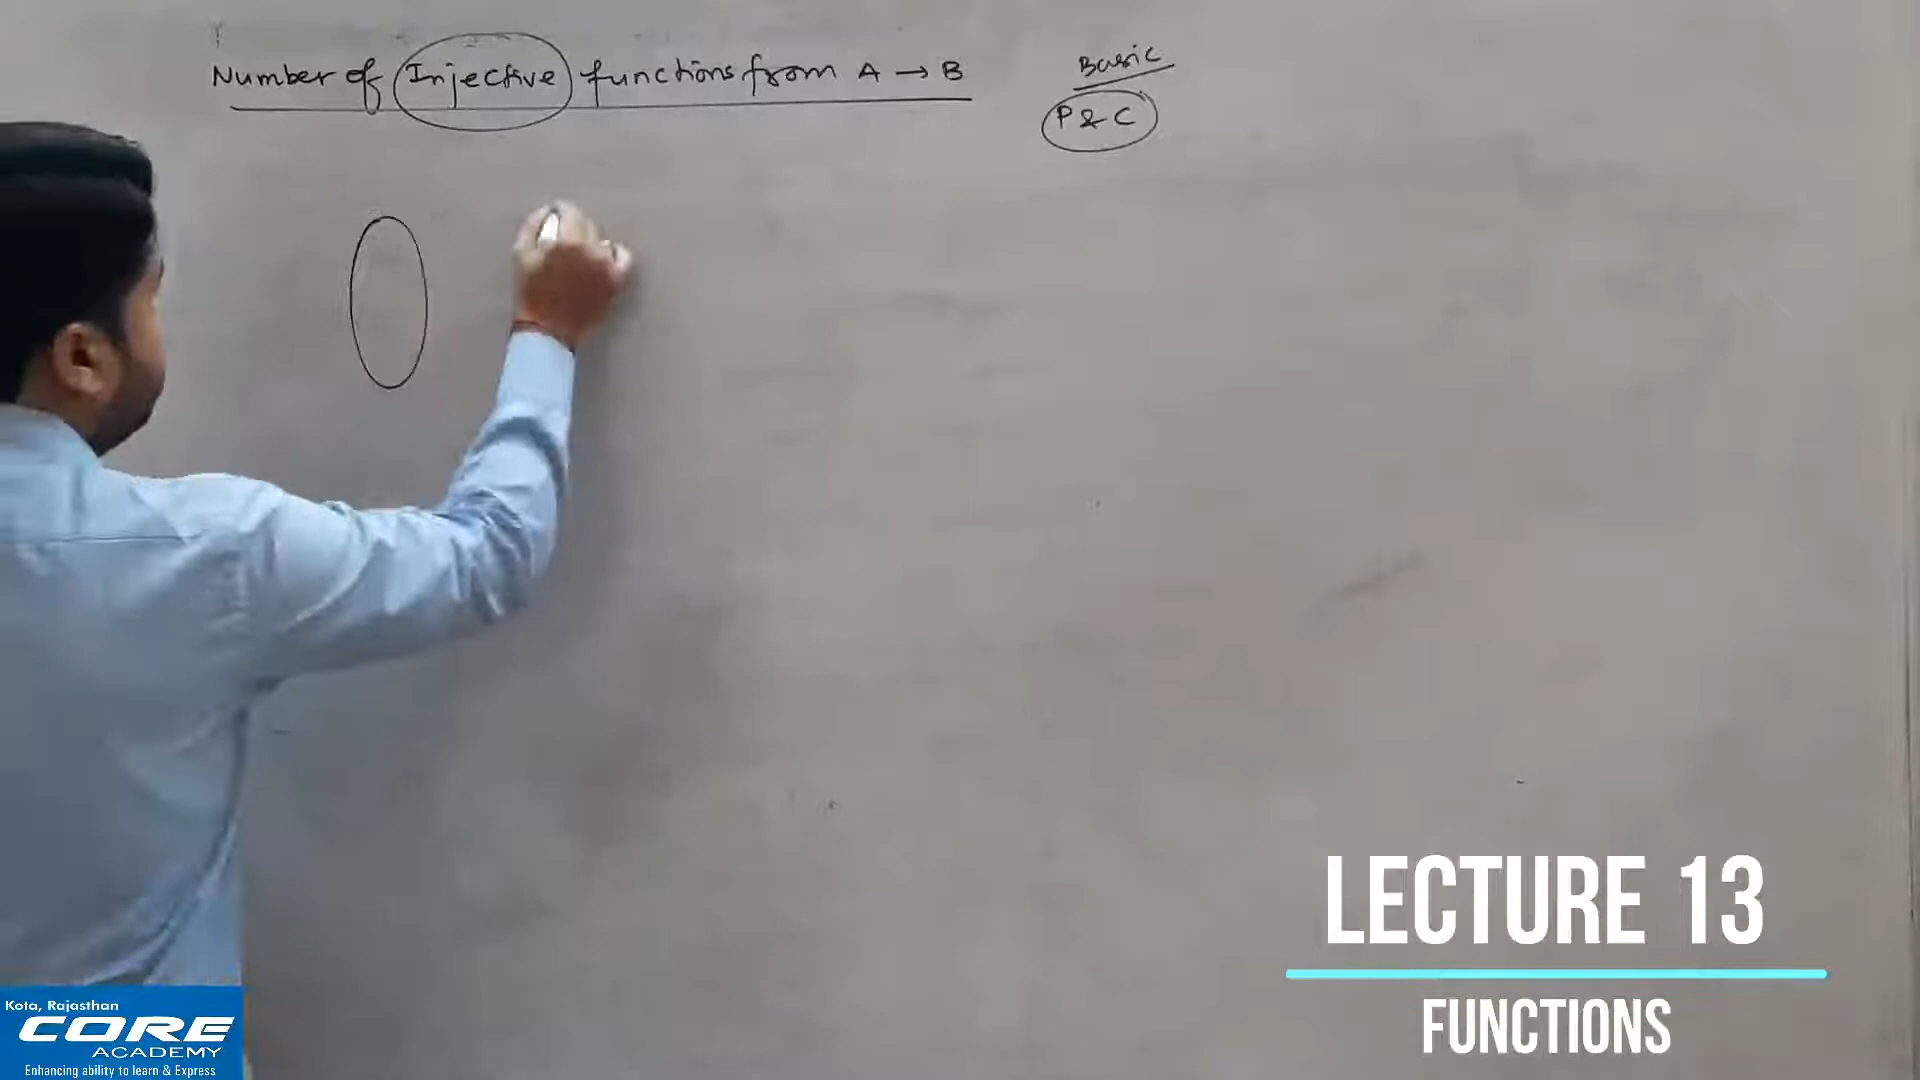 Number of Injective functions from A → B
Basic
P & C
LECTURE 13
FUNCTIONS
Kota, Rajasthan
CORE
ACADEMY
Enhancing ability to learn & Express